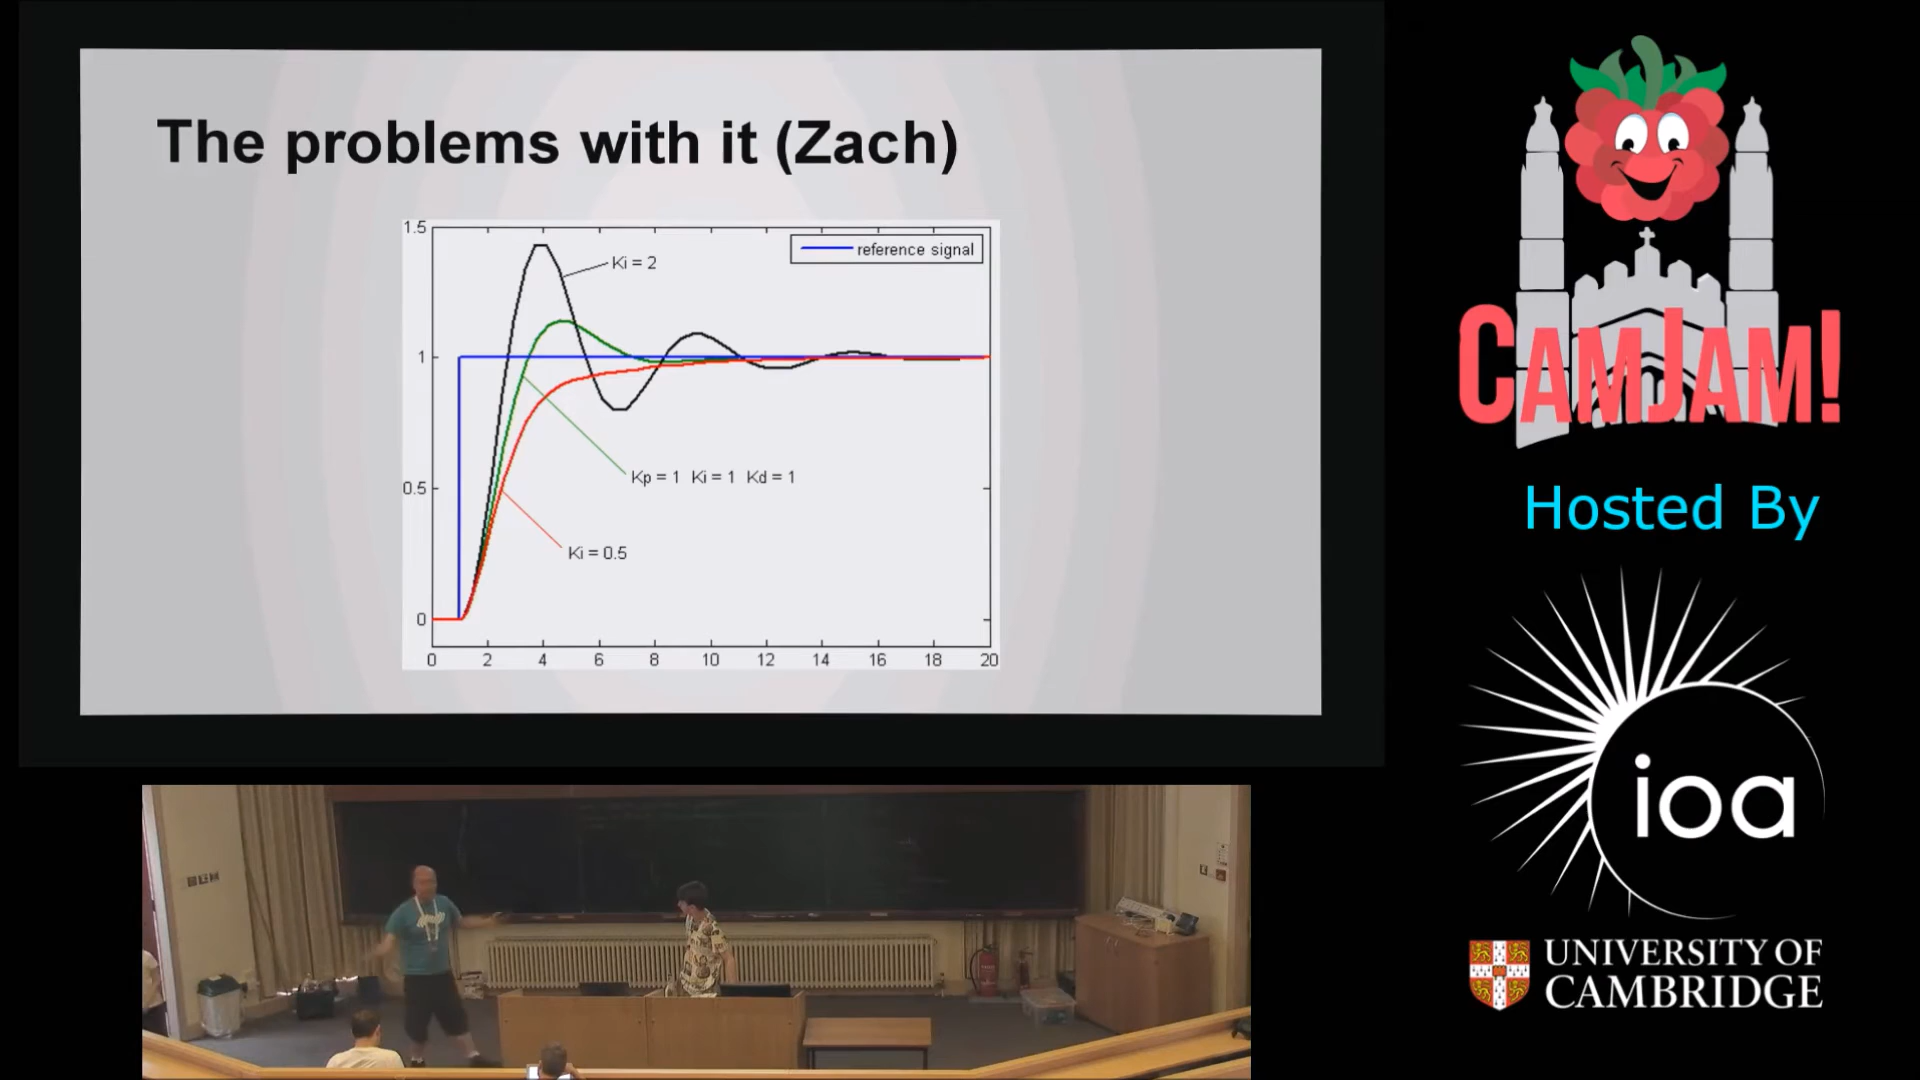 The problems with it (Zach)
1.5
reference signal
Ki = 2
1
Kp = 1 Ki = 1 Kd = 1
0.5
Ki = 0.5
0
0 2 4 6 8 10 12 14 16 18 20
CAMJAM!
Hosted By
ioa
UNIVERSITY OF
CAMBRIDGE